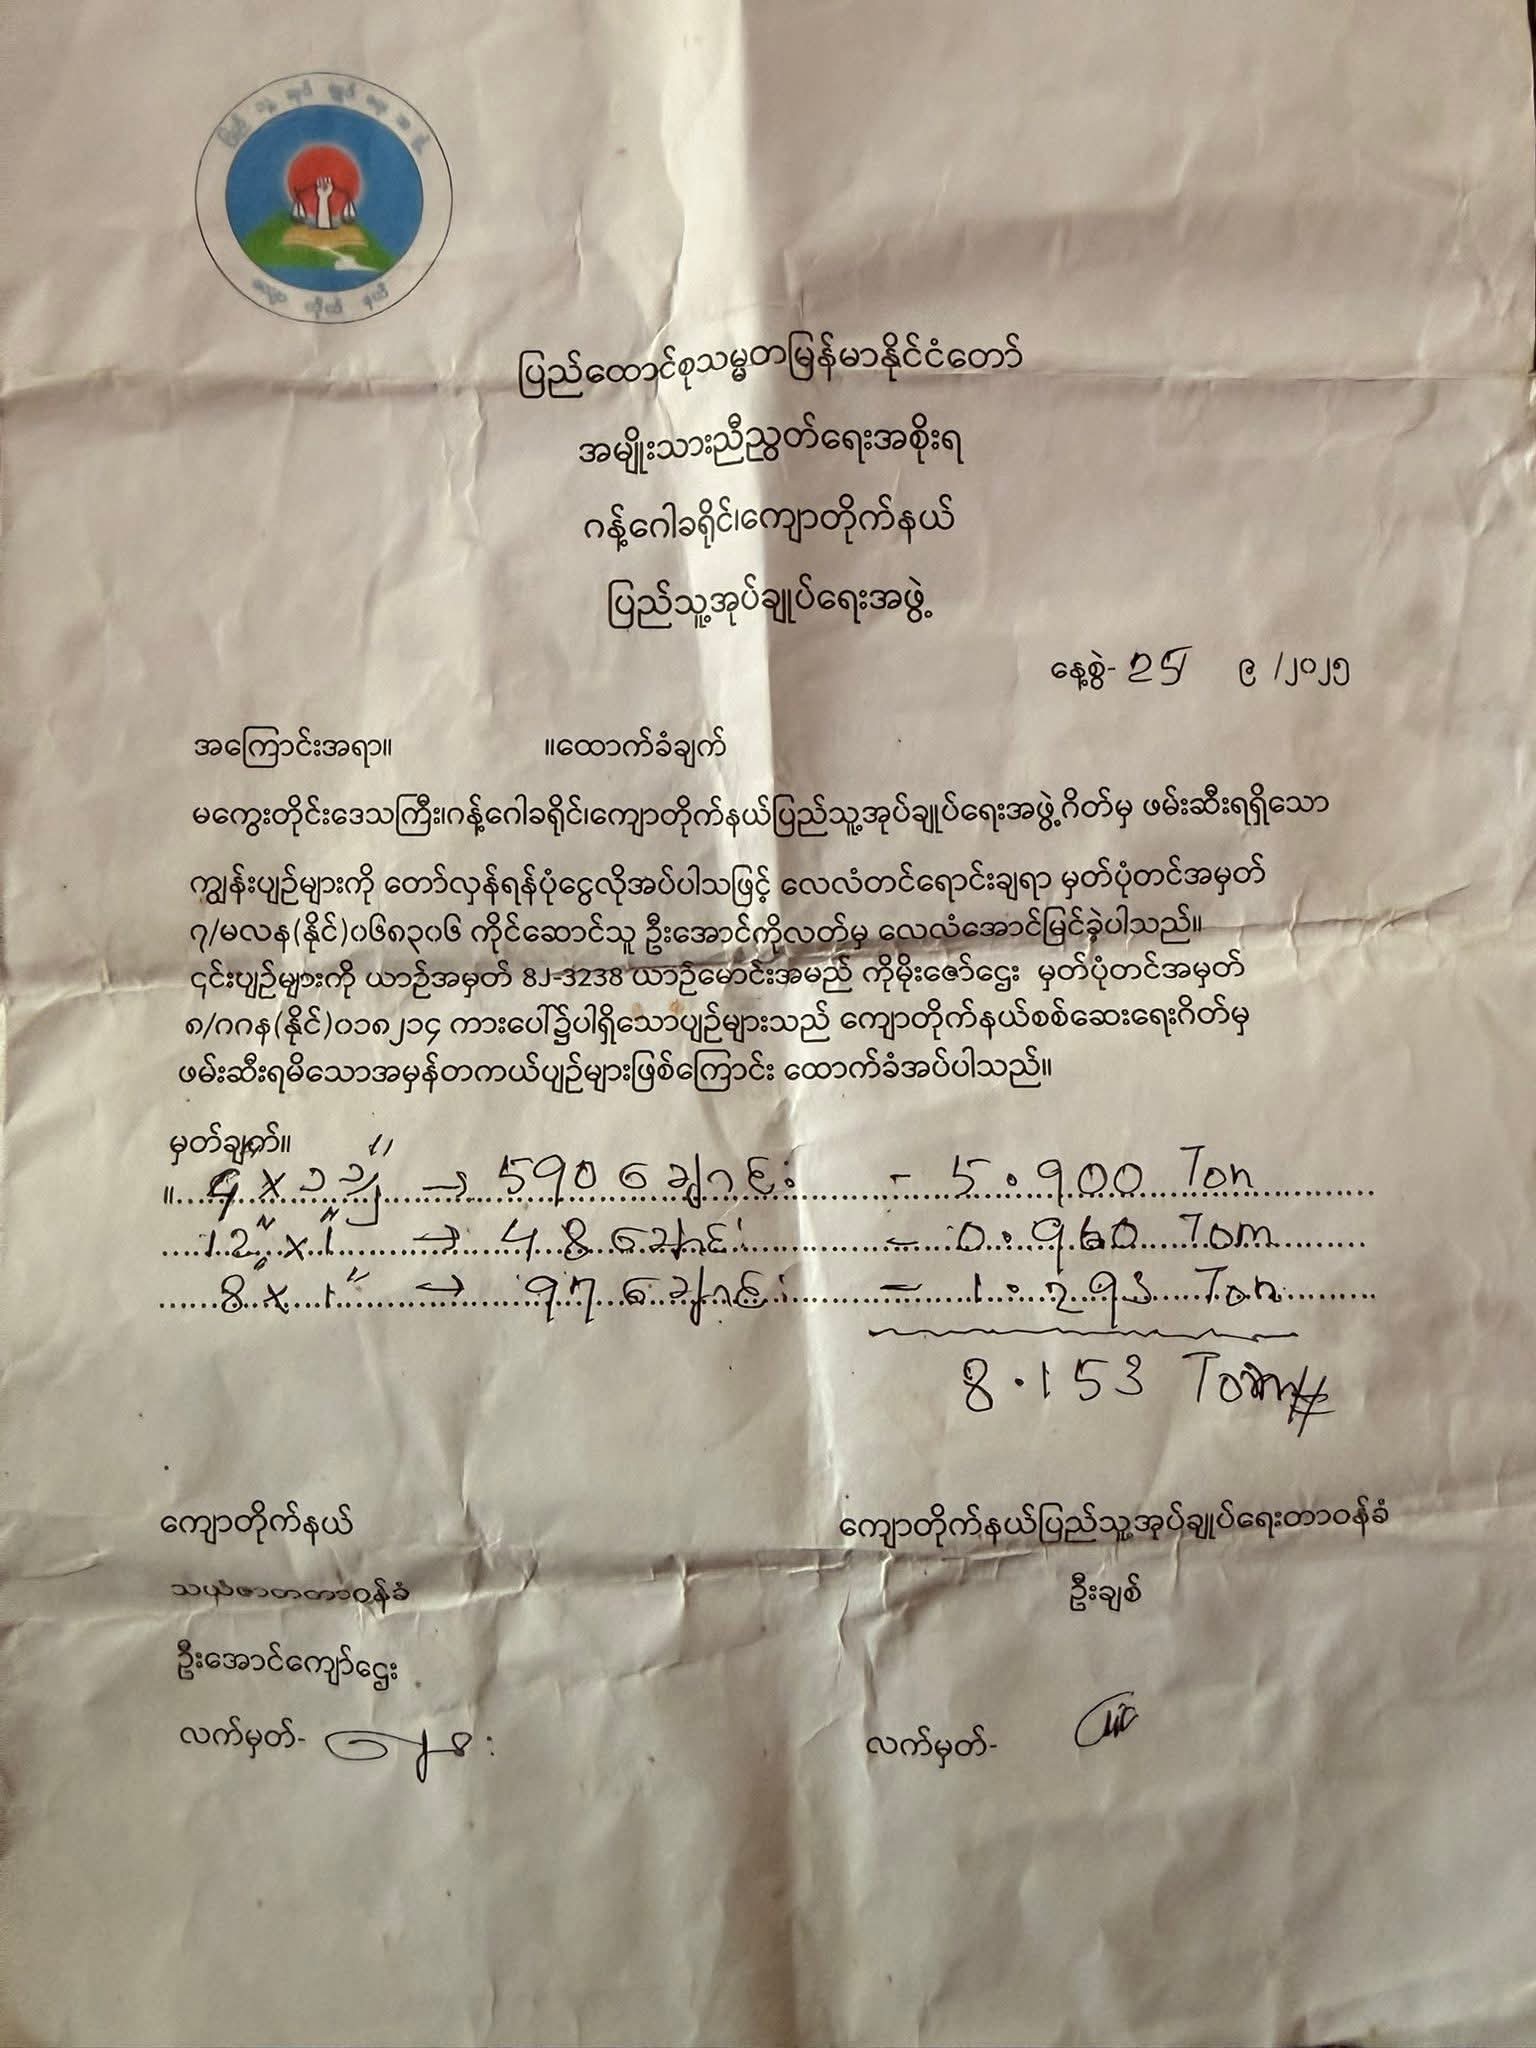 ပြည်ထောင်စုသမ္မတမြန်မာနိုင်ငံတော်
အမျိုးသားညီညွတ်ရေးအစိုးရ
ဂန့်ဂေါခရိုင်၊ကျောတိုက်နယ်
ပြည်သူ့အုပ်ချုပ်ရေးအဖွဲ့
နေ့စွဲ- 25 ၉ /၂၀၂၅
အကြောင်းအရာ။ ။ထောက်ခံချက်
မကွေးတိုင်းဒေသကြီး၊ဂန့်ဂေါခရိုင်၊ကျောတိုက်နယ်ပြည်သူ့အုပ်ချုပ်ရေးအဖွဲ့ဂိတ်မှ ဖမ်းဆီးရရှိသော
ကျွန်းပျဉ်များကို တော်လှန်ရန်ပုံငွေလိုအပ်ပါသဖြင့် လေလံတင်ရောင်းချရာ မှတ်ပုံတင်အမှတ်
၇/မလန(နိုင်)၀၆၈၃၀၆ ကိုင်ဆောင်သူ ဦးအောင်ကိုလတ်မှ လေလံအောင်မြင်ခဲ့ပါသည်။
၎င်းပျဉ်များကို ယာဉ်အမှတ် 8J-3238 ယာဉ်မောင်းအမည် ကိုမိုးဇော်ဌေး မှတ်ပုံတင်အမှတ်
၈/ဂဂန(နိုင်)၀၁၈၂၁၄ ကားပေါ်၌ပါရှိသောပျဉ်များသည် ကျောတိုက်နယ်စစ်ဆေးရေးဂိတ်မှ
ဖမ်းဆီးရမိသောအမှန်တကယ်ပျဉ်များဖြစ်ကြောင်း ထောက်ခံအပ်ပါသည်။
မှတ်ချက်။
။ → 590 ချောင်း - 5.900 Ton
12" x 1" → 48 ချောင်း - 0.960 Tom
8" x 1" → 97 ချောင်း - 1.293 Ton
8.153 Ton
ကျောတိုက်နယ် ကျောတိုက်နယ်ပြည်သူ့အုပ်ချုပ်ရေးတာဝန်ခံ
သယံဇာတတာဝန်ခံ ဦးချစ်
ဦးအောင်ကျော်ဌေး
လက်မှတ်- လက်မှတ်-